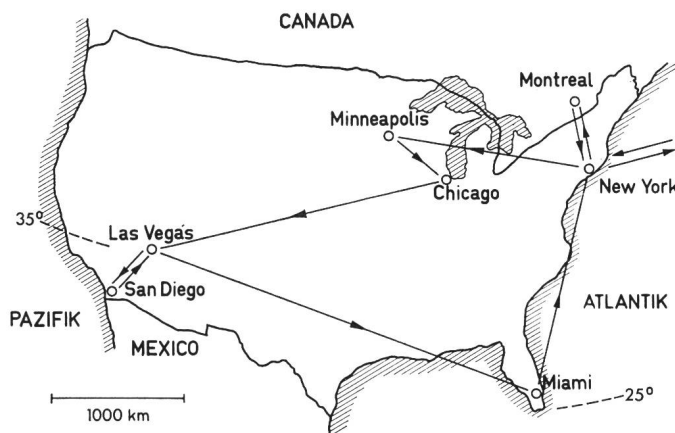 CANADA
Montreal
Minneapolis
New York
Chicago
35°
Las Vegas
San Diego
ATLANTIK
PAZIFIK
MEXICO
Miami
25°
1000 km